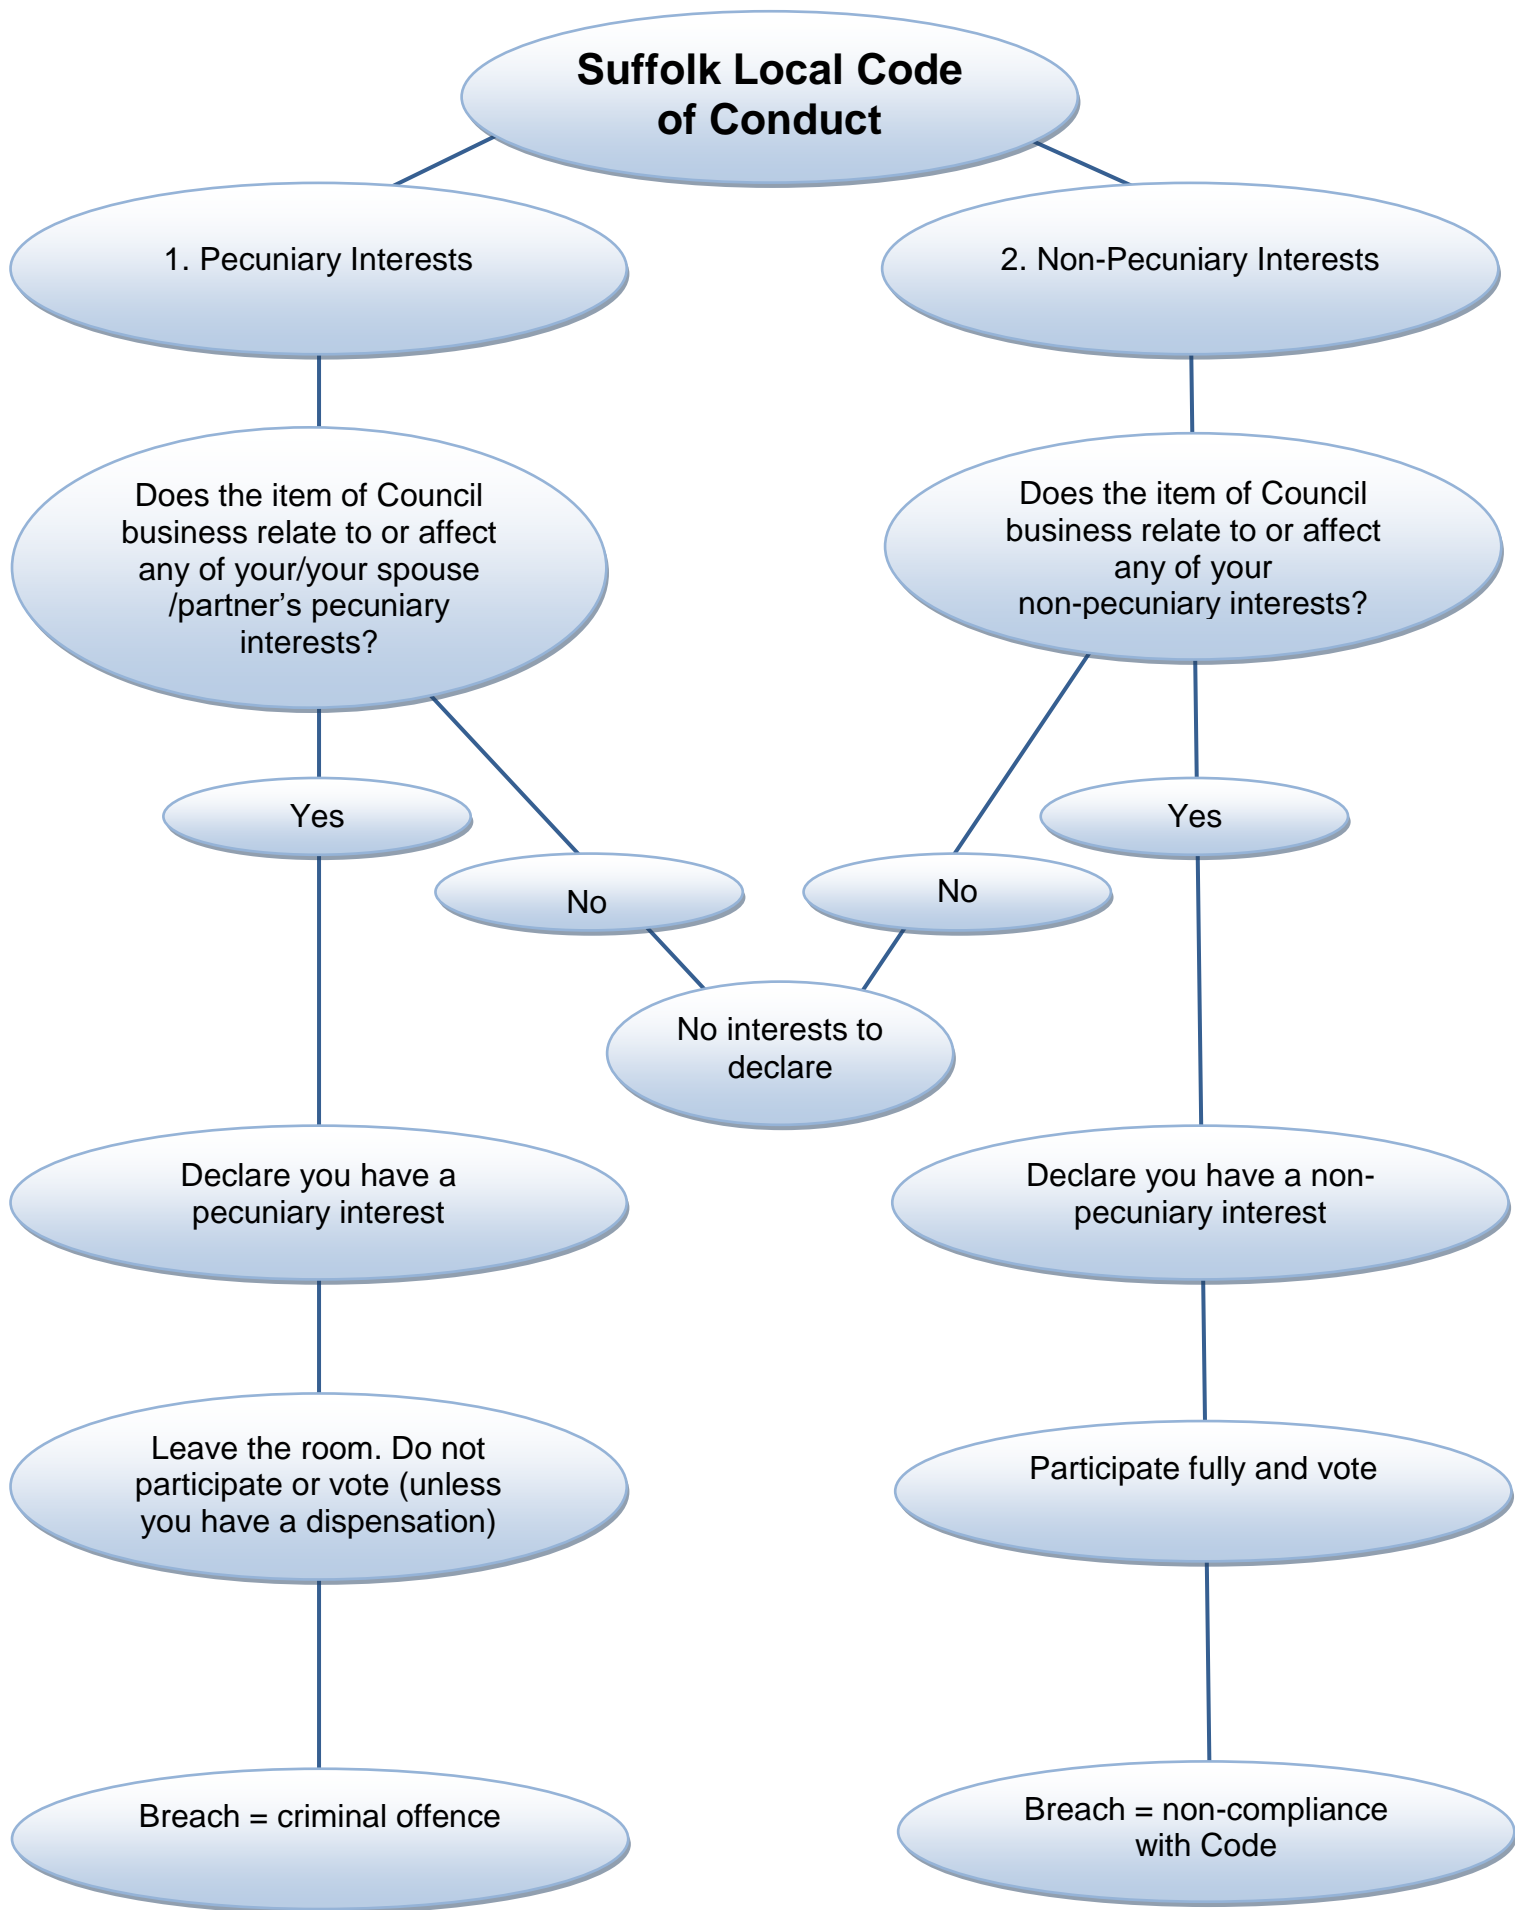 Suffolk Local Code
of Conduct
1. Pecuniary Interests
2. Non-Pecuniary Interests
Does the item of Council
business relate to or affect
any of your/your spouse
/partner's pecuniary
interests?
Does the item of Council
business relate to or affect
any of your
non-pecuniary interests?
Yes
Yes
No
No
No interests to
declare
Declare you have a
pecuniary interest
Declare you have a non-
pecuniary interest
Leave the room. Do not
participate or vote (unless
you have a dispensation)
Participate fully and vote
Breach = criminal offence
Breach = non-compliance
with Code